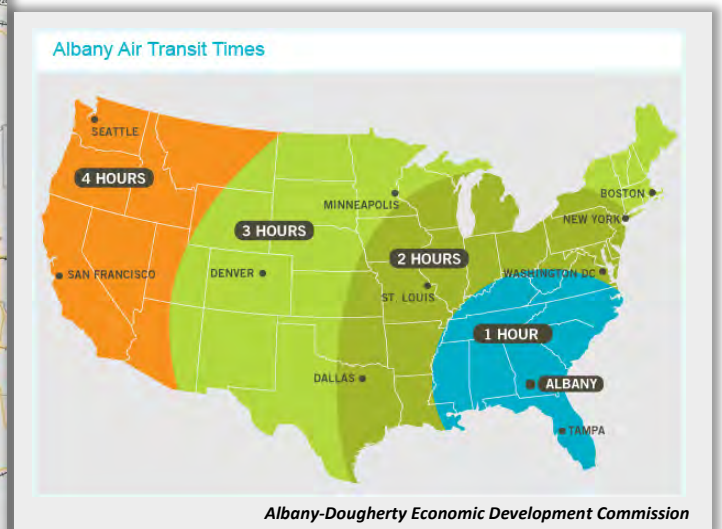 Albany Air Transit Times
SEATTLE
4 HOURS
BOSTON
MINNEAPOLIS
NEW YORK
3 HOURS
2 HOURS
SAN FRANCISCO
DENVER
WASHINGTON DC
ST. LOUIS
1 HOUR
DALLAS
ALBANY
TAMPA
Albany-Dougherty Economic Development Commission